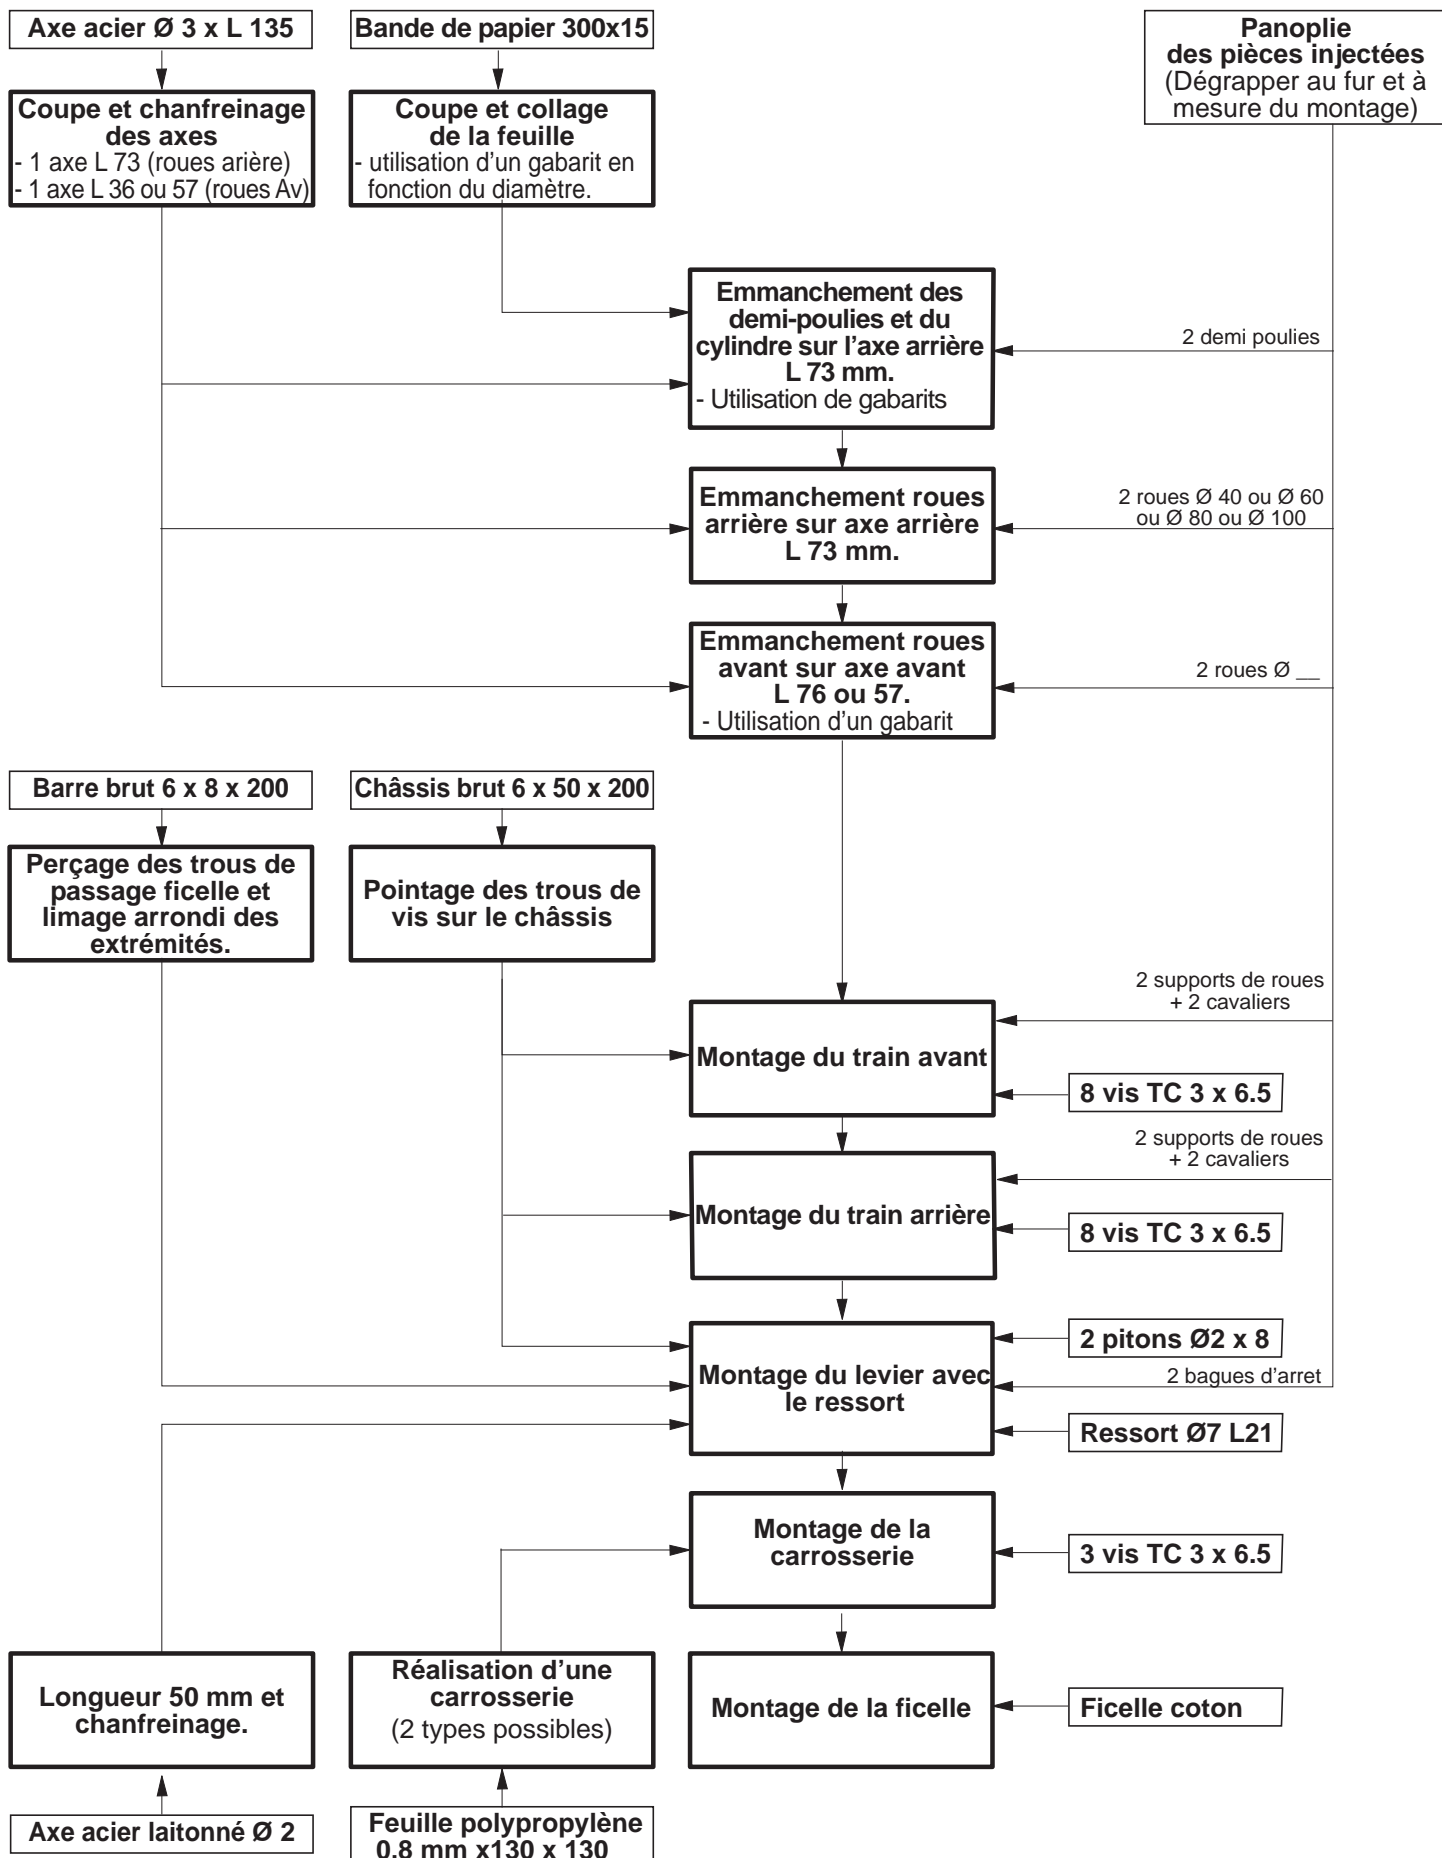 Axe acier Ø 3 x L 135
Bande de papier 300x15
Panoplie
des pièces injectées
(Dégrapper au fur et à
mesure du montage)
Coupe et chanfreinage
des axes
- 1 axe L 73 (roues arière)
- 1 axe L 36 ou 57 (roues Av)
Coupe et collage
de la feuille
- utilisation d’un gabarit en
fonction du diamètre.
Emmanchement des
demi-poulies et du
cylindre sur l’axe arrière
L 73 mm.
- Utilisation de gabarits
2 demi poulies
Emmanchement roues
arrière sur axe arrière
L 73 mm.
2 roues Ø 40 ou Ø 60
ou Ø 80 ou Ø 100
Emmanchement roues
avant sur axe avant
L 76 ou 57.
- Utilisation d’un gabarit
2 roues Ø __
Barre brut 6 x 8 x 200
Châssis brut 6 x 50 x 200
Perçage des trous de
passage ficelle et
limage arrondi des
extrémités.
Pointage des trous de
vis sur le châssis
2 supports de roues
+ 2 cavaliers
Montage du train avant
8 vis TC 3 x 6.5
2 supports de roues
+ 2 cavaliers
Montage du train arrière
8 vis TC 3 x 6.5
2 pitons Ø2 x 8
Montage du levier avec
le ressort
2 bagues d’arret
Ressort Ø7 L21
Montage de la
carrosserie
3 vis TC 3 x 6.5
Longueur 50 mm et
chanfreinage.
Réalisation d’une
carrosserie
(2 types possibles)
Montage de la ficelle
Ficelle coton
Axe acier laitonné Ø 2
Feuille polypropylène
0.8 mm x130 x 130